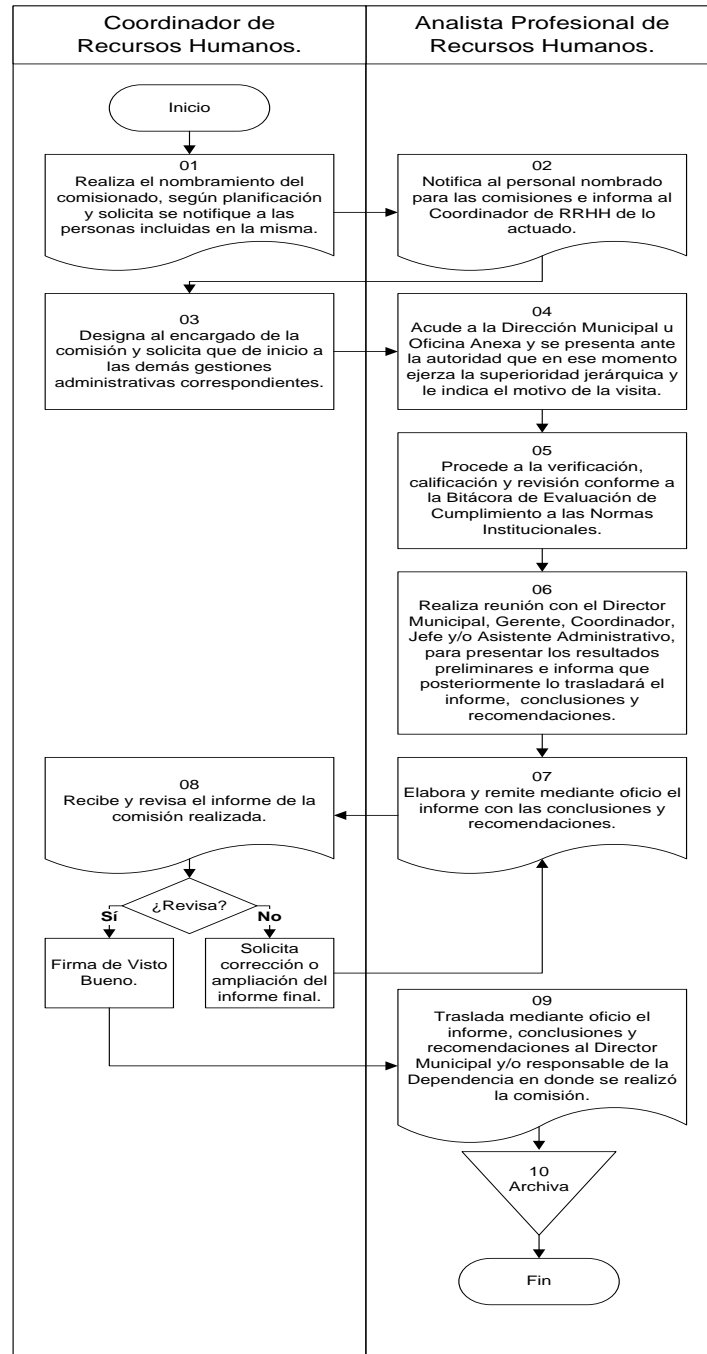 Coordinador de
Recursos Humanos.
Analista Profesional de
Recursos Humanos.
Inicio
01
Realiza el nombramiento del
comisionado, según planificación
y solicita se notifique a las
personas incluidas en la misma.
02
Notifica al personal nombrado
para las comisiones e informa al
Coordinador de RRHH de lo
actuado.
03
Designa al encargado de la
comisión y solicita que de inicio a
las demás gestiones
administrativas correspondientes.
04
Acude a la Dirección Municipal u
Oficina Anexa y se presenta ante
la autoridad que en ese momento
ejerza la superioridad jerárquica y
le indica el motivo de la visita.
05
Procede a la verificación,
calificación y revisión conforme a
la Bitácora de Evaluación de
Cumplimiento a las Normas
Institucionales.
06
Realiza reunión con el Director
Municipal, Gerente, Coordinador,
Jefe y/o Asistente Administrativo,
para presentar los resultados
preliminares e informa que
posteriormente lo trasladará el
informe, conclusiones y
recomendaciones.
07
Elabora y remite mediante oficio el
informe con las conclusiones y
recomendaciones.
08
Recibe y revisa el informe de la
comisión realizada.
¿Revisa?
Sí
No
Firma de Visto
Bueno.
Solicita
corrección o
ampliación del
informe final.
09
Traslada mediante oficio el
informe, conclusiones y
recomendaciones al Director
Municipal y/o responsable de la
Dependencia en donde se realizó
la comisión.
10
Archiva
Fin